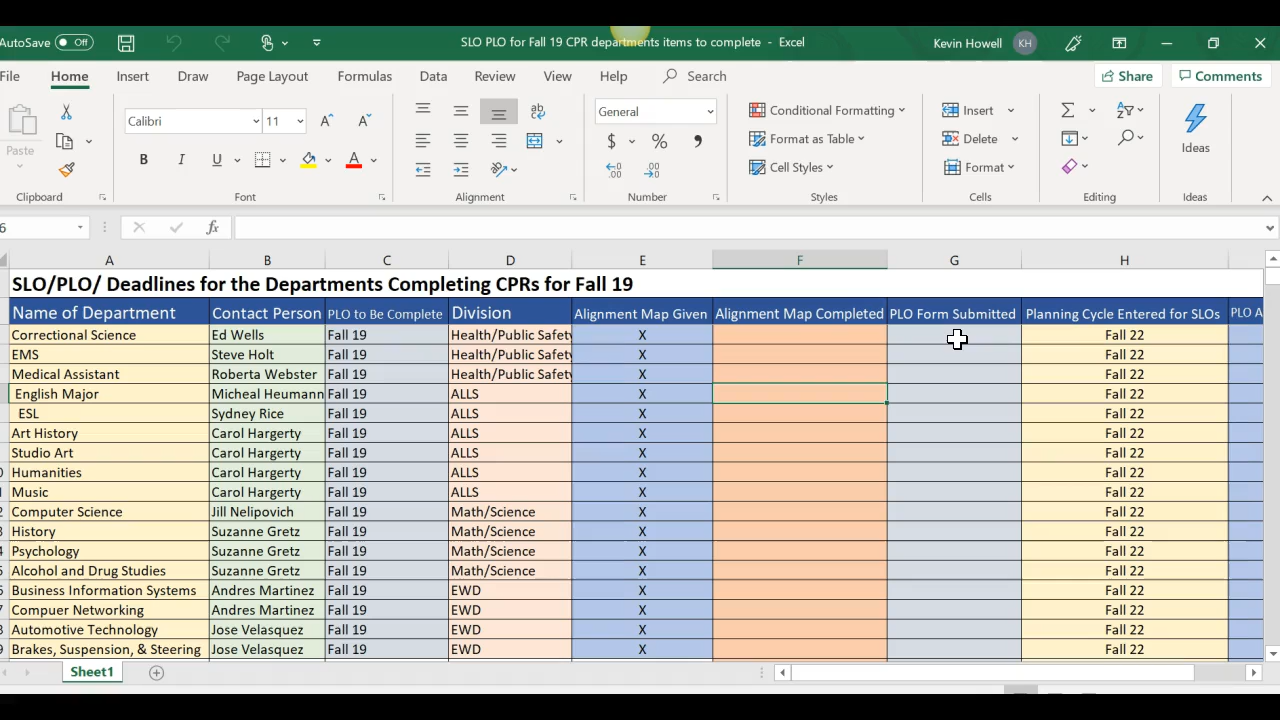 AutoSave Off SLO PLO for Fall 19 CPR departments items to complete - Excel Kevin Howell KH
File Home Insert Draw Page Layout Formulas Data Review View Help Search Share Comments
Paste Calibri 11 General Conditional Formatting Insert Ideas
$ % , Format as Table Delete
B I U A Cell Styles Format
Clipboard Font Alignment Number Styles Cells Editing Ideas
6 fx
A B C D E F G H
SLO/PLO/ Deadlines for the Departments Completing CPRs for Fall 19
Name of Department Contact Person PLO to Be Complete Division Alignment Map Given Alignment Map Completed PLO Form Submitted Planning Cycle Entered for SLOs PLO A
Correctional Science Ed Wells Fall 19 Health/Public Safety X Fall 22
EMS Steve Holt Fall 19 Health/Public Safety X Fall 22
Medical Assistant Roberta Webster Fall 19 Health/Public Safety X Fall 22
English Major Micheal Heumann Fall 19 ALLS X Fall 22
ESL Sydney Rice Fall 19 ALLS X Fall 22
Art History Carol Hargerty Fall 19 ALLS X Fall 22
Studio Art Carol Hargerty Fall 19 ALLS X Fall 22
0 Humanities Carol Hargerty Fall 19 ALLS X Fall 22
1 Music Carol Hargerty Fall 19 ALLS X Fall 22
2 Computer Science Jill Nelipovich Fall 19 Math/Science X Fall 22
3 History Suzanne Gretz Fall 19 Math/Science X Fall 22
4 Psychology Suzanne Gretz Fall 19 Math/Science X Fall 22
5 Alcohol and Drug Studies Suzanne Gretz Fall 19 Math/Science X Fall 22
6 Business Information Systems Andres Martinez Fall 19 EWD X Fall 22
7 Compuer Networking Andres Martinez Fall 19 EWD X Fall 22
8 Automotive Technology Jose Velasquez Fall 19 EWD X Fall 22
9 Brakes, Suspension, & Steering Jose Velasquez Fall 19 EWD X Fall 22
Sheet1